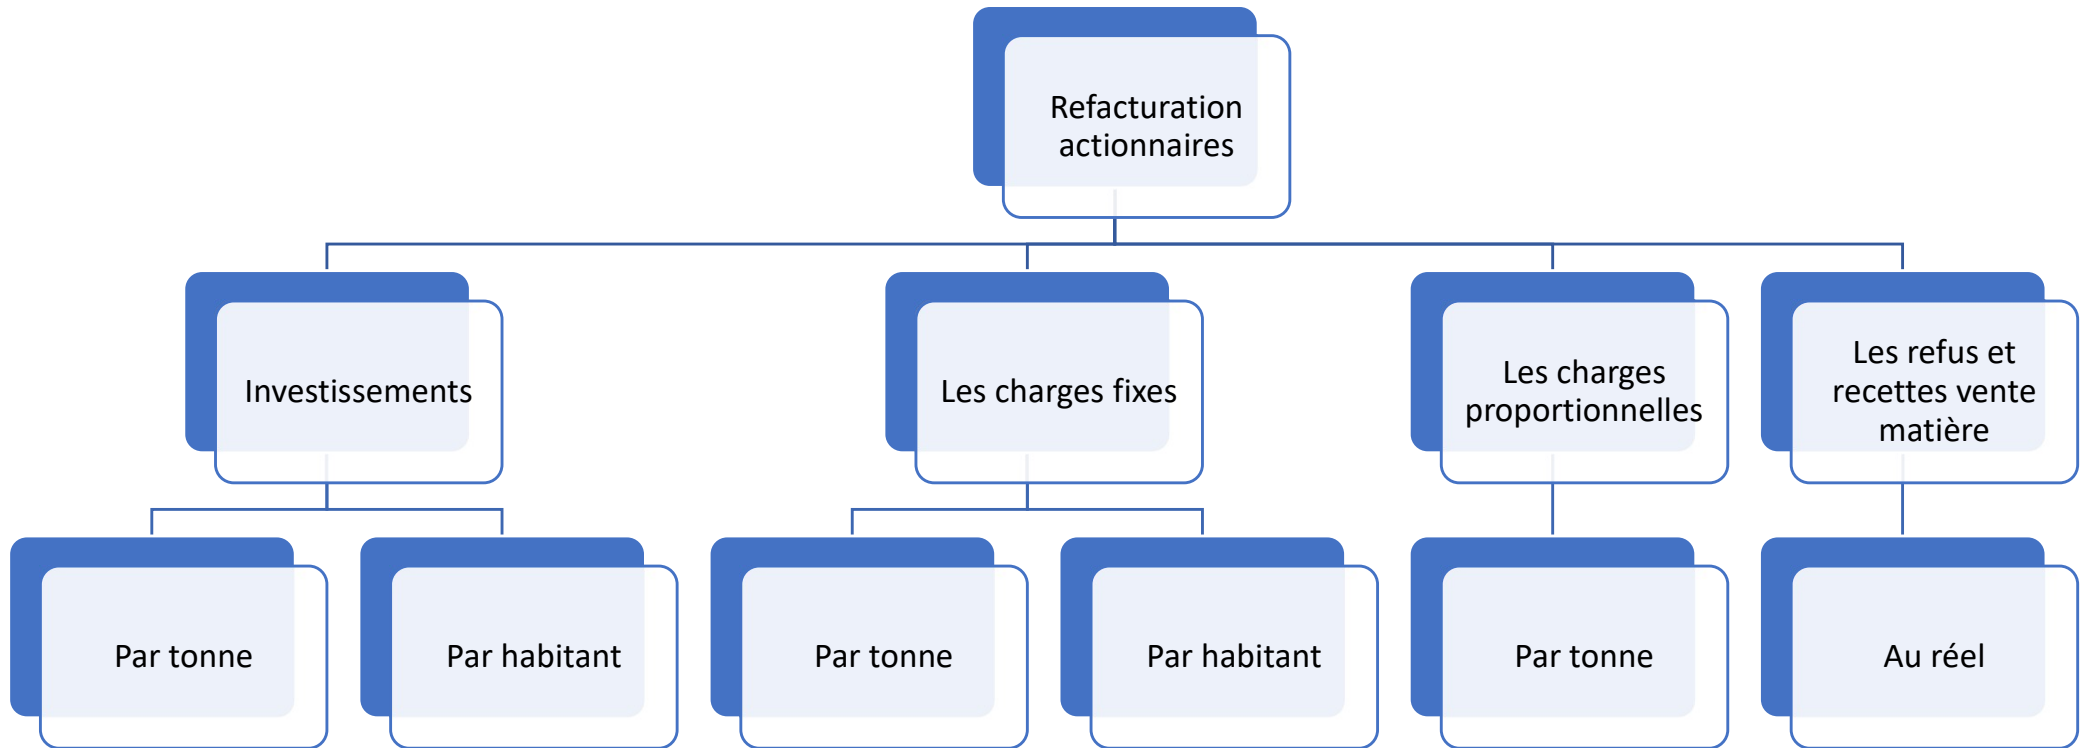 Refacturation
actionnaires
Investissements
Les charges fixes
Les charges
proportionnelles
Les refus et
recettes vente
matière
Par tonne
Par habitant
Par tonne
Par habitant
Par tonne
Au réel